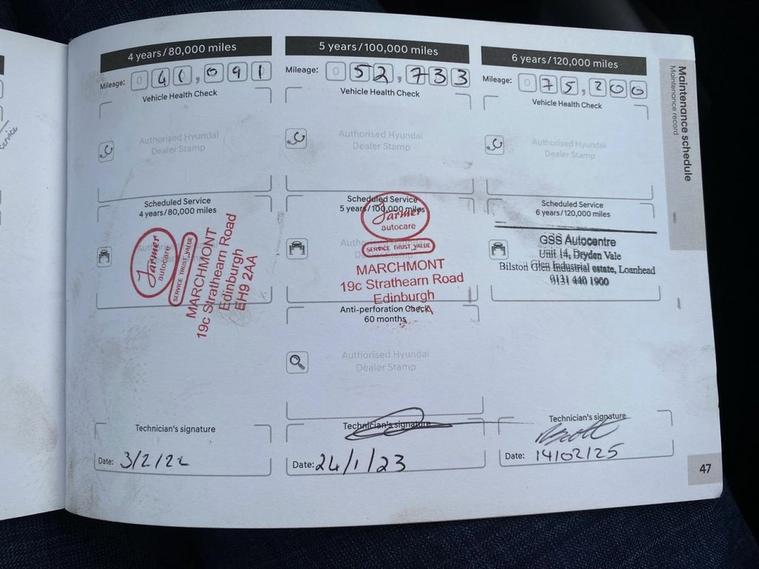 4 years/80,000 miles
Mileage: 041,091
Vehicle Health Check
Authorised Hyundai
Dealer Stamp
Scheduled Service
4 years/80,000 miles
Farmer
autocare
SERVICE TRUST VALUE
MARCHMONT
19c Strathearn Road
Edinburgh
EH9 2AA
Technician's signature
Date: 3/2/22
5 years/100,000 miles
Mileage: 052,733
Vehicle Health Check
Authorised Hyundai
Dealer Stamp
Scheduled Service
5 years/100,000 miles
Farmer
autocare
SERVICE TRUST VALUE
MARCHMONT
19c Strathearn Road
Edinburgh
Anti-perforation Check
60 months
Authorised Hyundai
Dealer Stamp
Technician's signature
Date: 24/1/23
6 years/120,000 miles
Mileage: 075,200
Vehicle Health Check
Authorised Hyundai
Dealer Stamp
Scheduled Service
6 years/120,000 miles
GSS Autocentre
Unit 14, Dryden Vale
Bilston Glen Industrial estate, Loanhead
0131 440 1900
Technician's signature
Date: 14/02/25
Maintenance schedule
Maintenance record
47
service